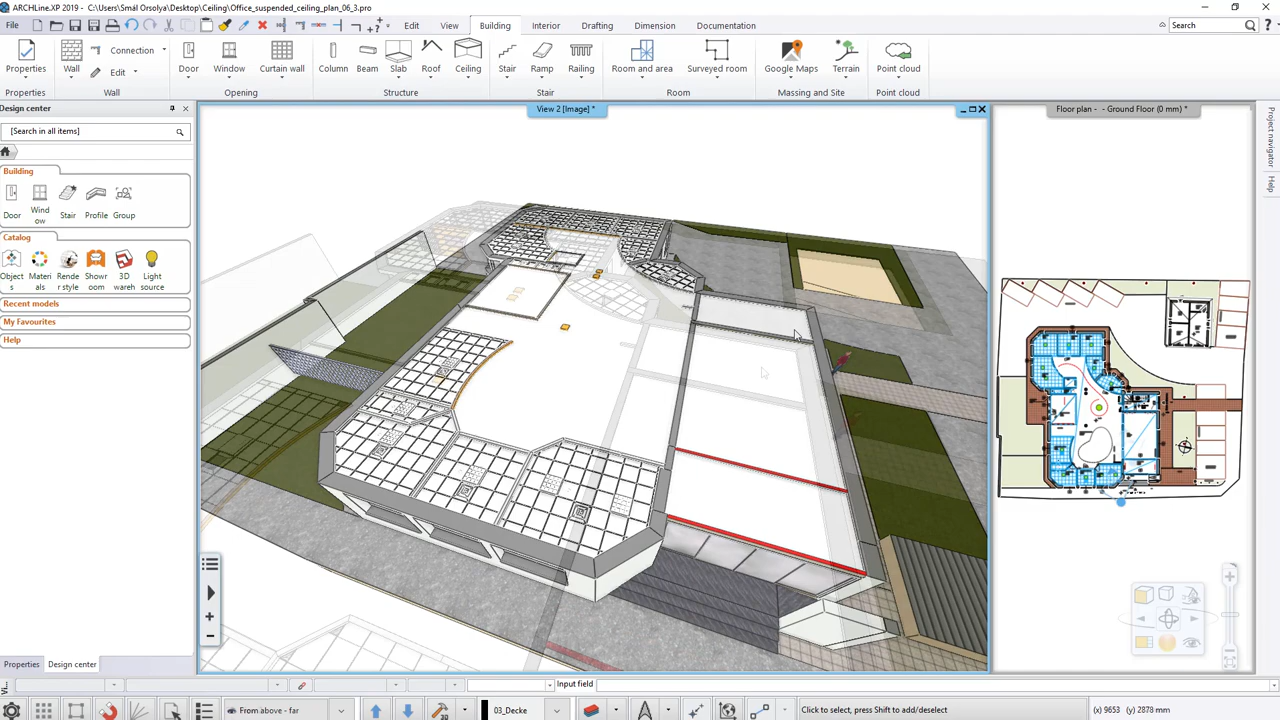 ARCHLine.XP 2019 - C:\Users\Smál Orsolya\Desktop\Ceiling\Office_suspended_ceiling_plan_06_3.pro
File Edit View Building Interior Drafting Dimension Documentation Search
Properties Wall Connection Edit Door Window Curtain wall Column Beam Slab Roof Ceiling Stair Ramp Railing Room and area Surveyed room Google Maps Terrain Point cloud
Properties Wall Opening Structure Stair Room Massing and Site Point cloud
Design center
[Search in all items]
Building
Door Wind ow Stair Profile Group
Catalog
Object s Materi als Rende r style Showr oom 3D wareh Light source
Recent models
My Favourites
Help
View 2 [Image] *
Floor plan - - Ground Floor (0 mm) *
Project navigator
Help
Properties Design center
Input field
From above - far
03_Decke
Click to select, press Shift to add/deselect
(x) 9653 (y) 2878 mm